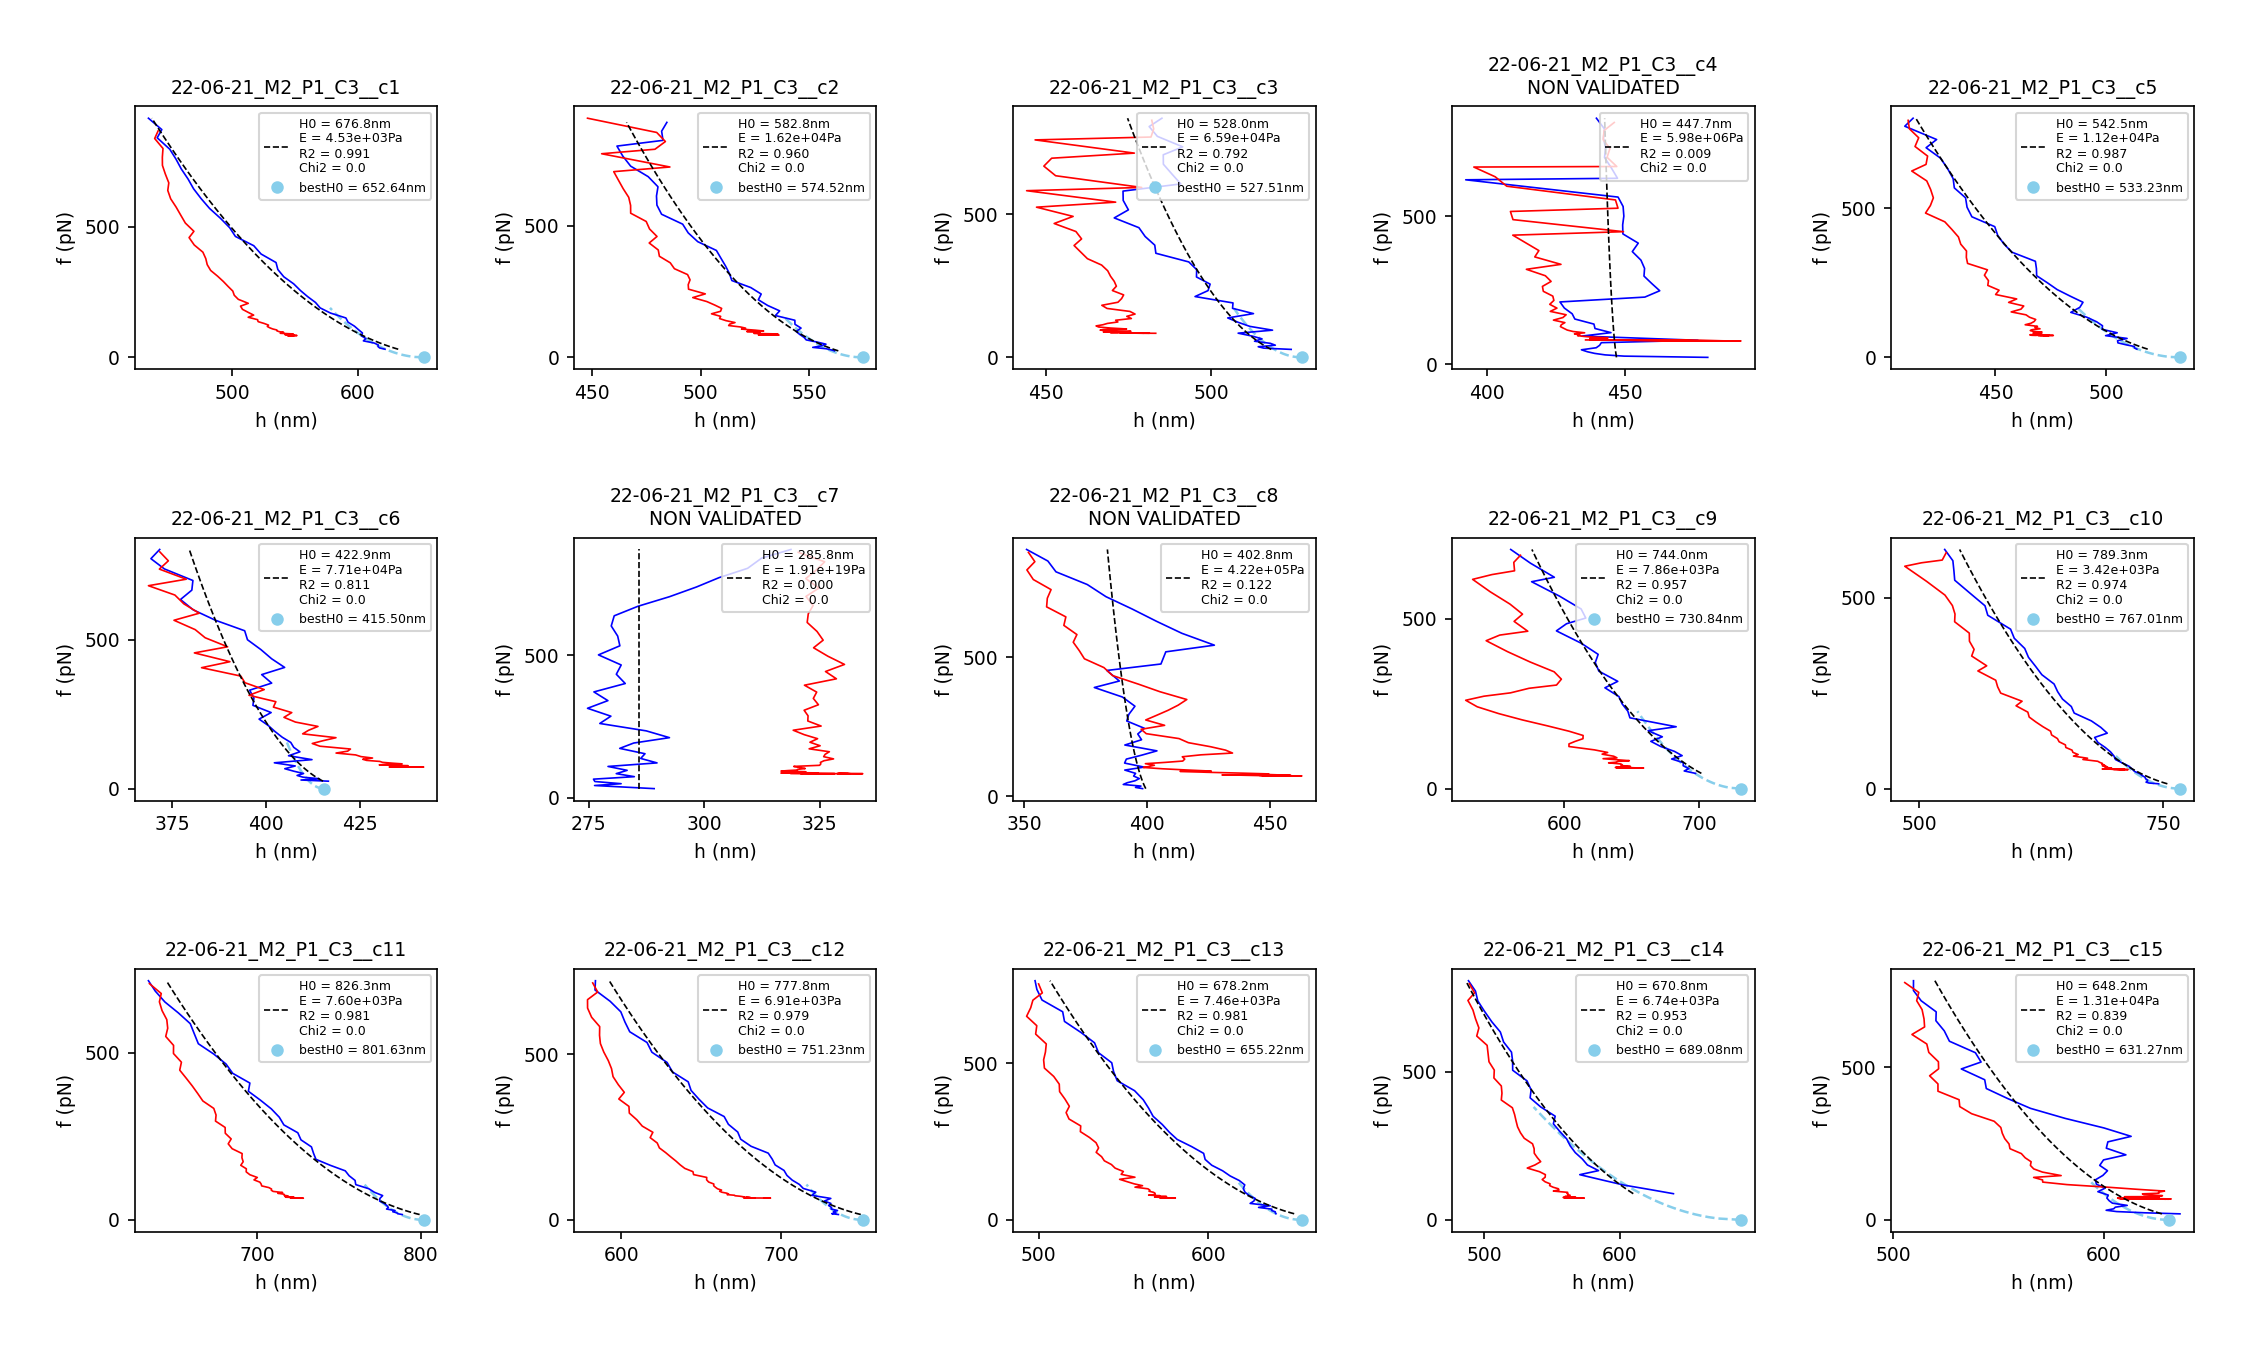 22-06-21_M2_P1_C3__c1
H0 = 676.8nm
E = 4.53e+03Pa
R2 = 0.991
Chi2 = 0.0
bestH0 = 652.64nm
f (pN)
500
0
500 600
h (nm)
22-06-21_M2_P1_C3__c2
H0 = 582.8nm
E = 1.62e+04Pa
R2 = 0.960
Chi2 = 0.0
bestH0 = 574.52nm
f (pN)
500
0
450 500 550
h (nm)
22-06-21_M2_P1_C3__c3
H0 = 528.0nm
E = 6.59e+04Pa
R2 = 0.792
Chi2 = 0.0
bestH0 = 527.51nm
f (pN)
500
0
450 500
h (nm)
22-06-21_M2_P1_C3__c4
NON VALIDATED
H0 = 447.7nm
E = 5.98e+06Pa
R2 = 0.009
Chi2 = 0.0
f (pN)
500
0
400 450
h (nm)
22-06-21_M2_P1_C3__c5
H0 = 542.5nm
E = 1.12e+04Pa
R2 = 0.987
Chi2 = 0.0
bestH0 = 533.23nm
f (pN)
500
0
450 500
h (nm)
22-06-21_M2_P1_C3__c6
H0 = 422.9nm
E = 7.71e+04Pa
R2 = 0.811
Chi2 = 0.0
bestH0 = 415.50nm
f (pN)
500
0
375 400 425
h (nm)
22-06-21_M2_P1_C3__c7
NON VALIDATED
H0 = 285.8nm
E = 1.91e+19Pa
R2 = 0.000
Chi2 = 0.0
f (pN)
500
0
275 300 325
h (nm)
22-06-21_M2_P1_C3__c8
NON VALIDATED
H0 = 402.8nm
E = 4.22e+05Pa
R2 = 0.122
Chi2 = 0.0
f (pN)
500
0
350 400 450
h (nm)
22-06-21_M2_P1_C3__c9
H0 = 744.0nm
E = 7.86e+03Pa
R2 = 0.957
Chi2 = 0.0
bestH0 = 730.84nm
f (pN)
500
0
600 700
h (nm)
22-06-21_M2_P1_C3__c10
H0 = 789.3nm
E = 3.42e+03Pa
R2 = 0.974
Chi2 = 0.0
bestH0 = 767.01nm
f (pN)
500
0
500 750
h (nm)
22-06-21_M2_P1_C3__c11
H0 = 826.3nm
E = 7.60e+03Pa
R2 = 0.981
Chi2 = 0.0
bestH0 = 801.63nm
f (pN)
500
0
700 800
h (nm)
22-06-21_M2_P1_C3__c12
H0 = 777.8nm
E = 6.91e+03Pa
R2 = 0.979
Chi2 = 0.0
bestH0 = 751.23nm
f (pN)
500
0
600 700
h (nm)
22-06-21_M2_P1_C3__c13
H0 = 678.2nm
E = 7.46e+03Pa
R2 = 0.981
Chi2 = 0.0
bestH0 = 655.22nm
f (pN)
500
0
500 600
h (nm)
22-06-21_M2_P1_C3__c14
H0 = 670.8nm
E = 6.74e+03Pa
R2 = 0.953
Chi2 = 0.0
bestH0 = 689.08nm
f (pN)
500
0
500 600
h (nm)
22-06-21_M2_P1_C3__c15
H0 = 648.2nm
E = 1.31e+04Pa
R2 = 0.839
Chi2 = 0.0
bestH0 = 631.27nm
f (pN)
500
0
500 600
h (nm)